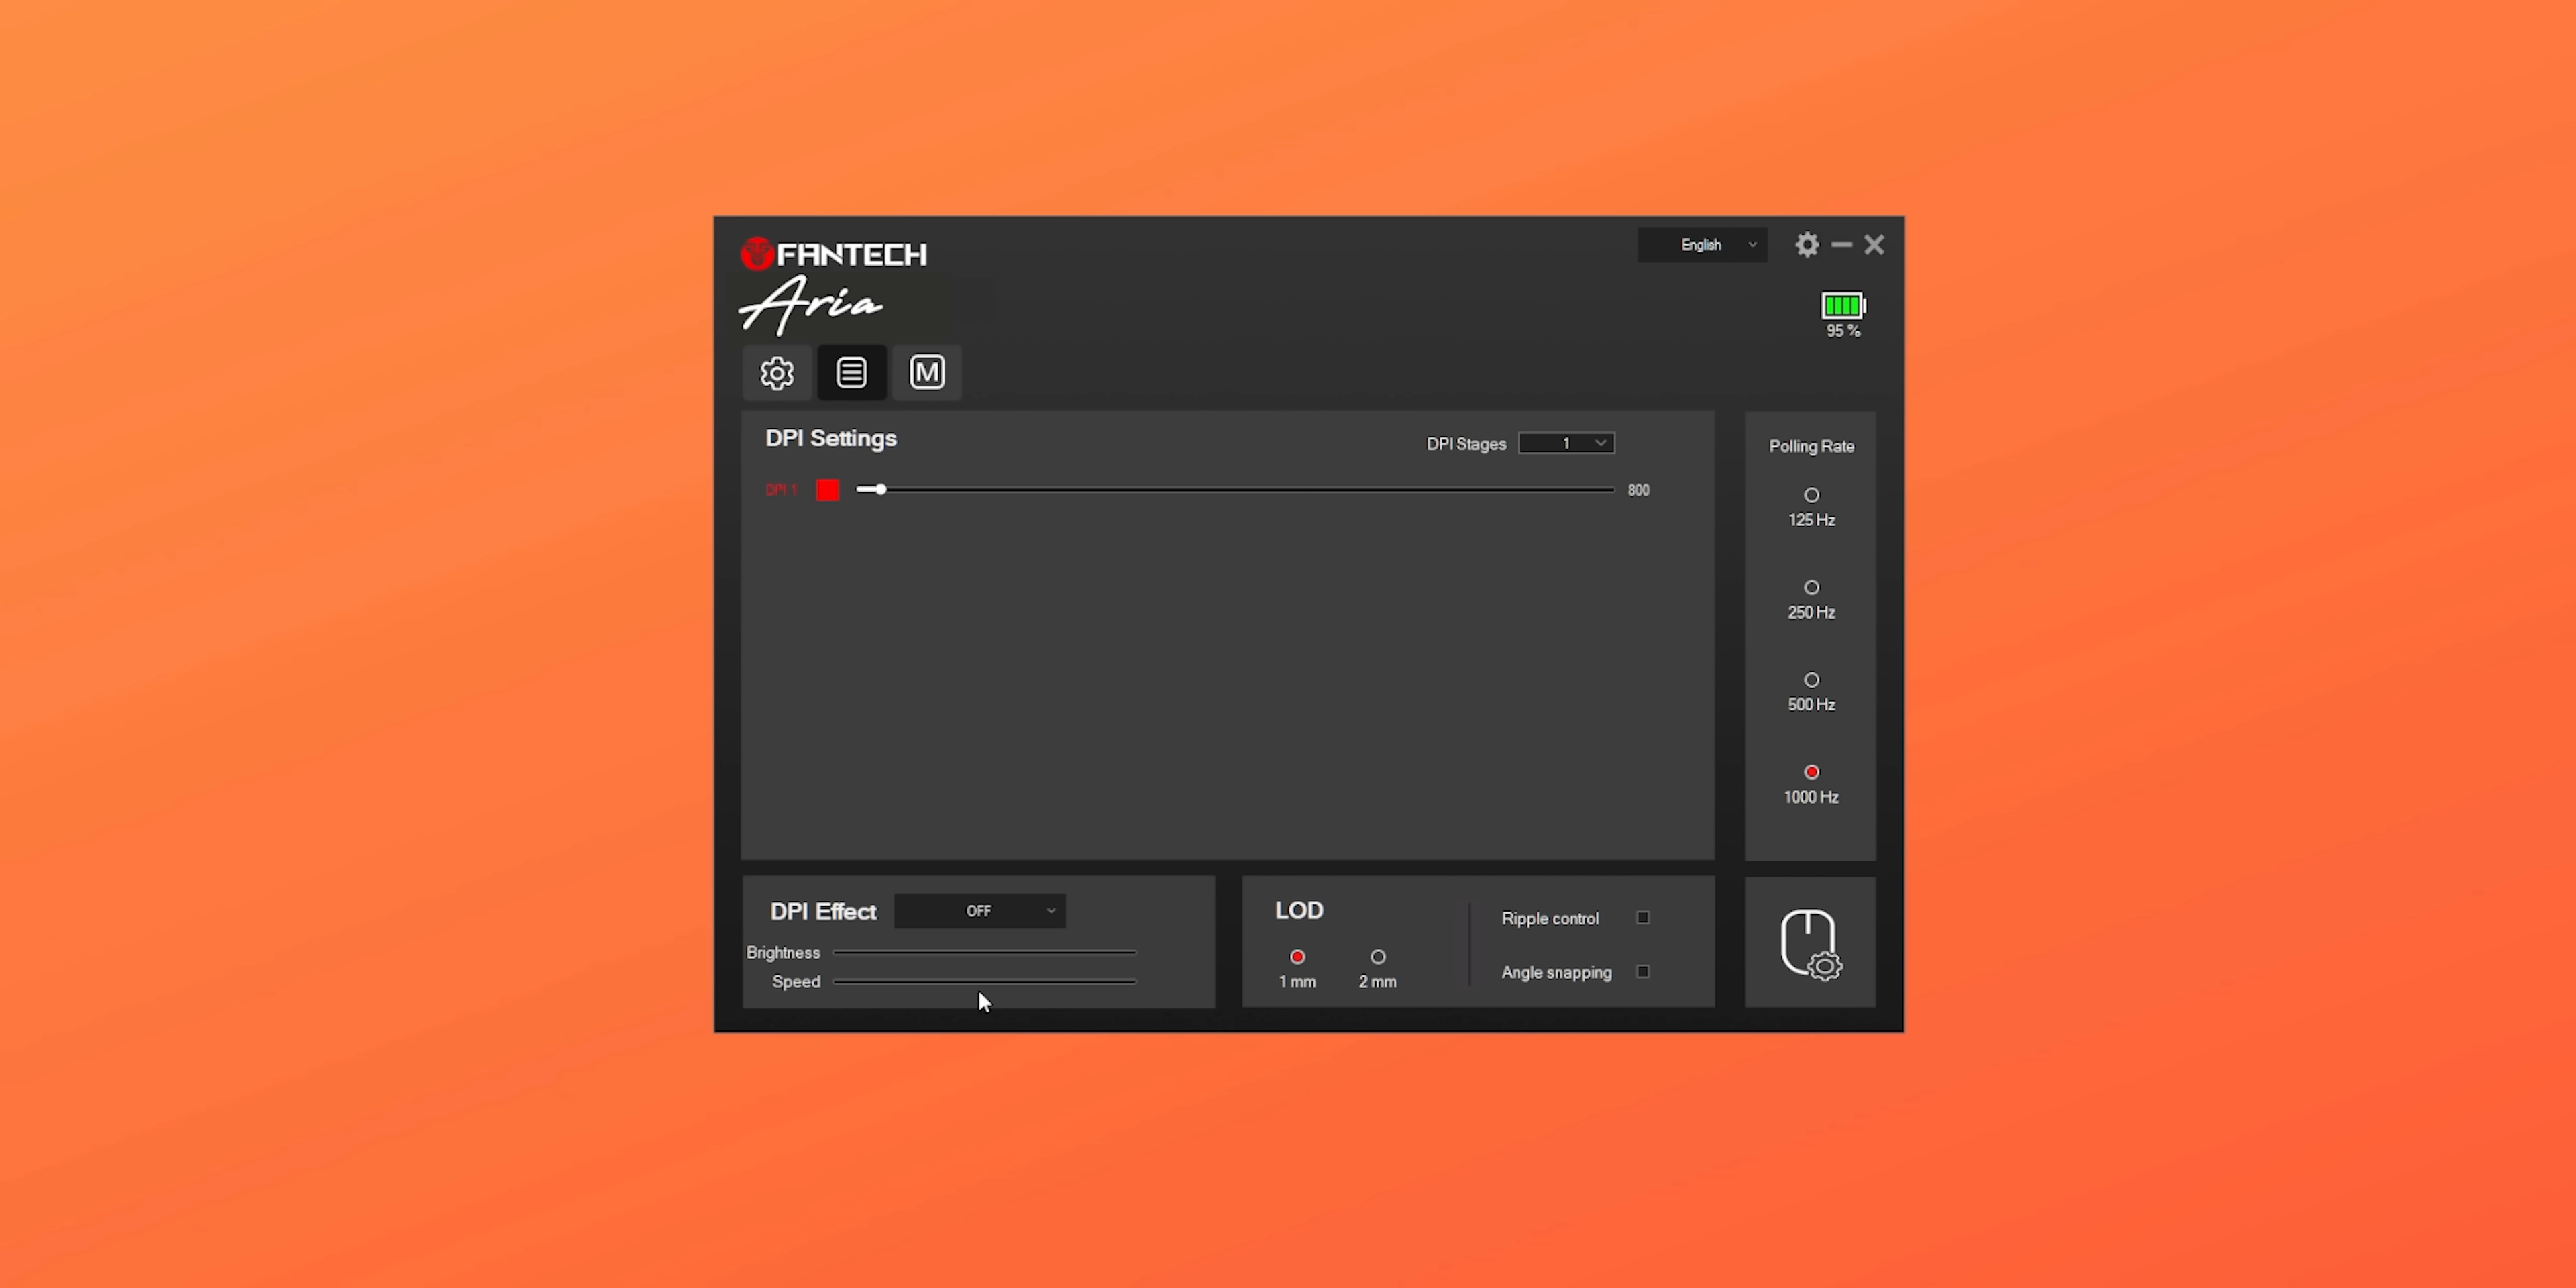 FANTECH
Aria
English
95 %
M
DPI Settings
DPI Stages 1
DPI 1 800
Polling Rate
125 Hz
250 Hz
500 Hz
1000 Hz
DPI Effect OFF
Brightness
Speed
LOD
1 mm 2 mm
Ripple control
Angle snapping